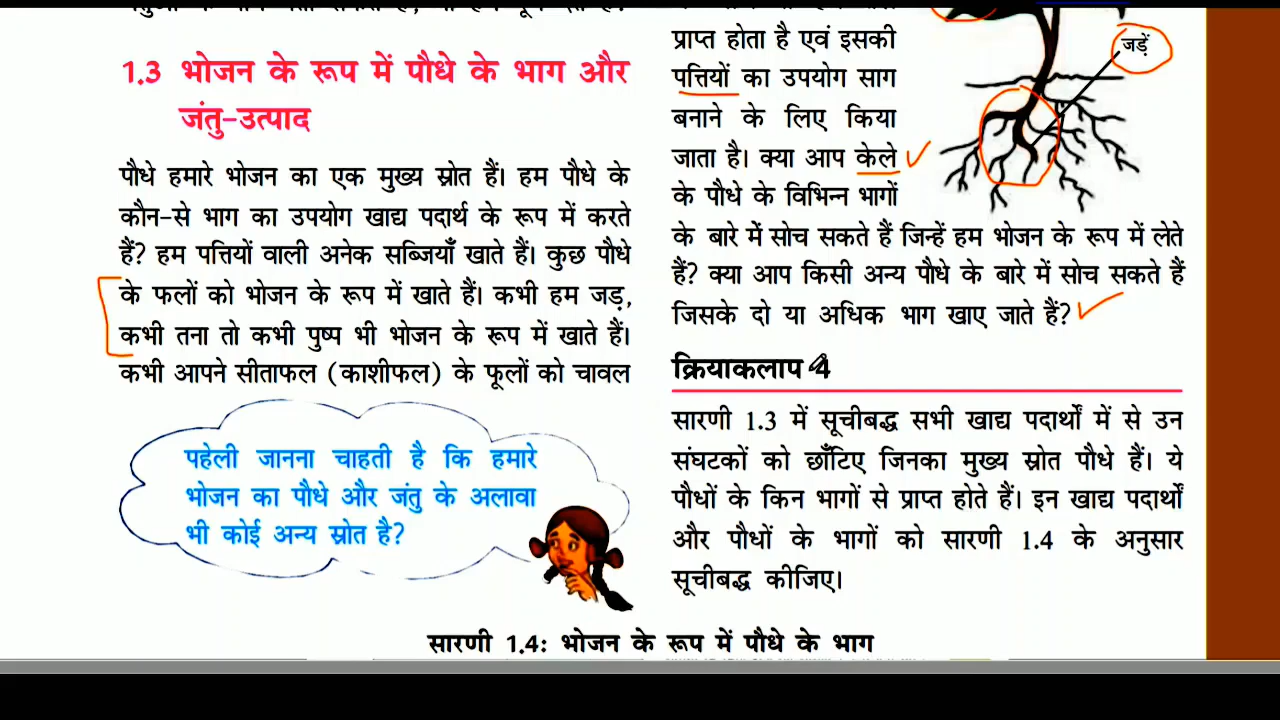 1.3 भोजन के रूप में पौधे के भाग और
जंतु-उत्पाद
पौधे हमारे भोजन का एक मुख्य स्रोत हैं। हम पौधे के
कौन-से भाग का उपयोग खाद्य पदार्थ के रूप में करते
हैं? हम पत्तियों वाली अनेक सब्जियाँ खाते हैं। कुछ पौधे
के फलों को भोजन के रूप में खाते हैं। कभी हम जड़,
कभी तना तो कभी पुष्प भी भोजन के रूप में खाते हैं।
कभी आपने सीताफल (काशीफल) के फूलों को चावल
पहेली जानना चाहती है कि हमारे
भोजन का पौधे और जंतु के अलावा
भी कोई अन्य स्रोत है?
प्राप्त होता है एवं इसकी
पत्तियों का उपयोग साग
बनाने के लिए किया
जाता है। क्या आप केले
के पौधे के विभिन्न भागों
के बारे में सोच सकते हैं जिन्हें हम भोजन के रूप में लेते
हैं? क्या आप किसी अन्य पौधे के बारे में सोच सकते हैं
जिसके दो या अधिक भाग खाए जाते हैं?
जड़ें
क्रियाकलाप 4
सारणी 1.3 में सूचीबद्ध सभी खाद्य पदार्थों में से उन
संघटकों को छाँटिए जिनका मुख्य स्रोत पौधे हैं। ये
पौधों के किन भागों से प्राप्त होते हैं। इन खाद्य पदार्थों
और पौधों के भागों को सारणी 1.4 के अनुसार
सूचीबद्ध कीजिए।
सारणी 1.4: भोजन के रूप में पौधे के भाग